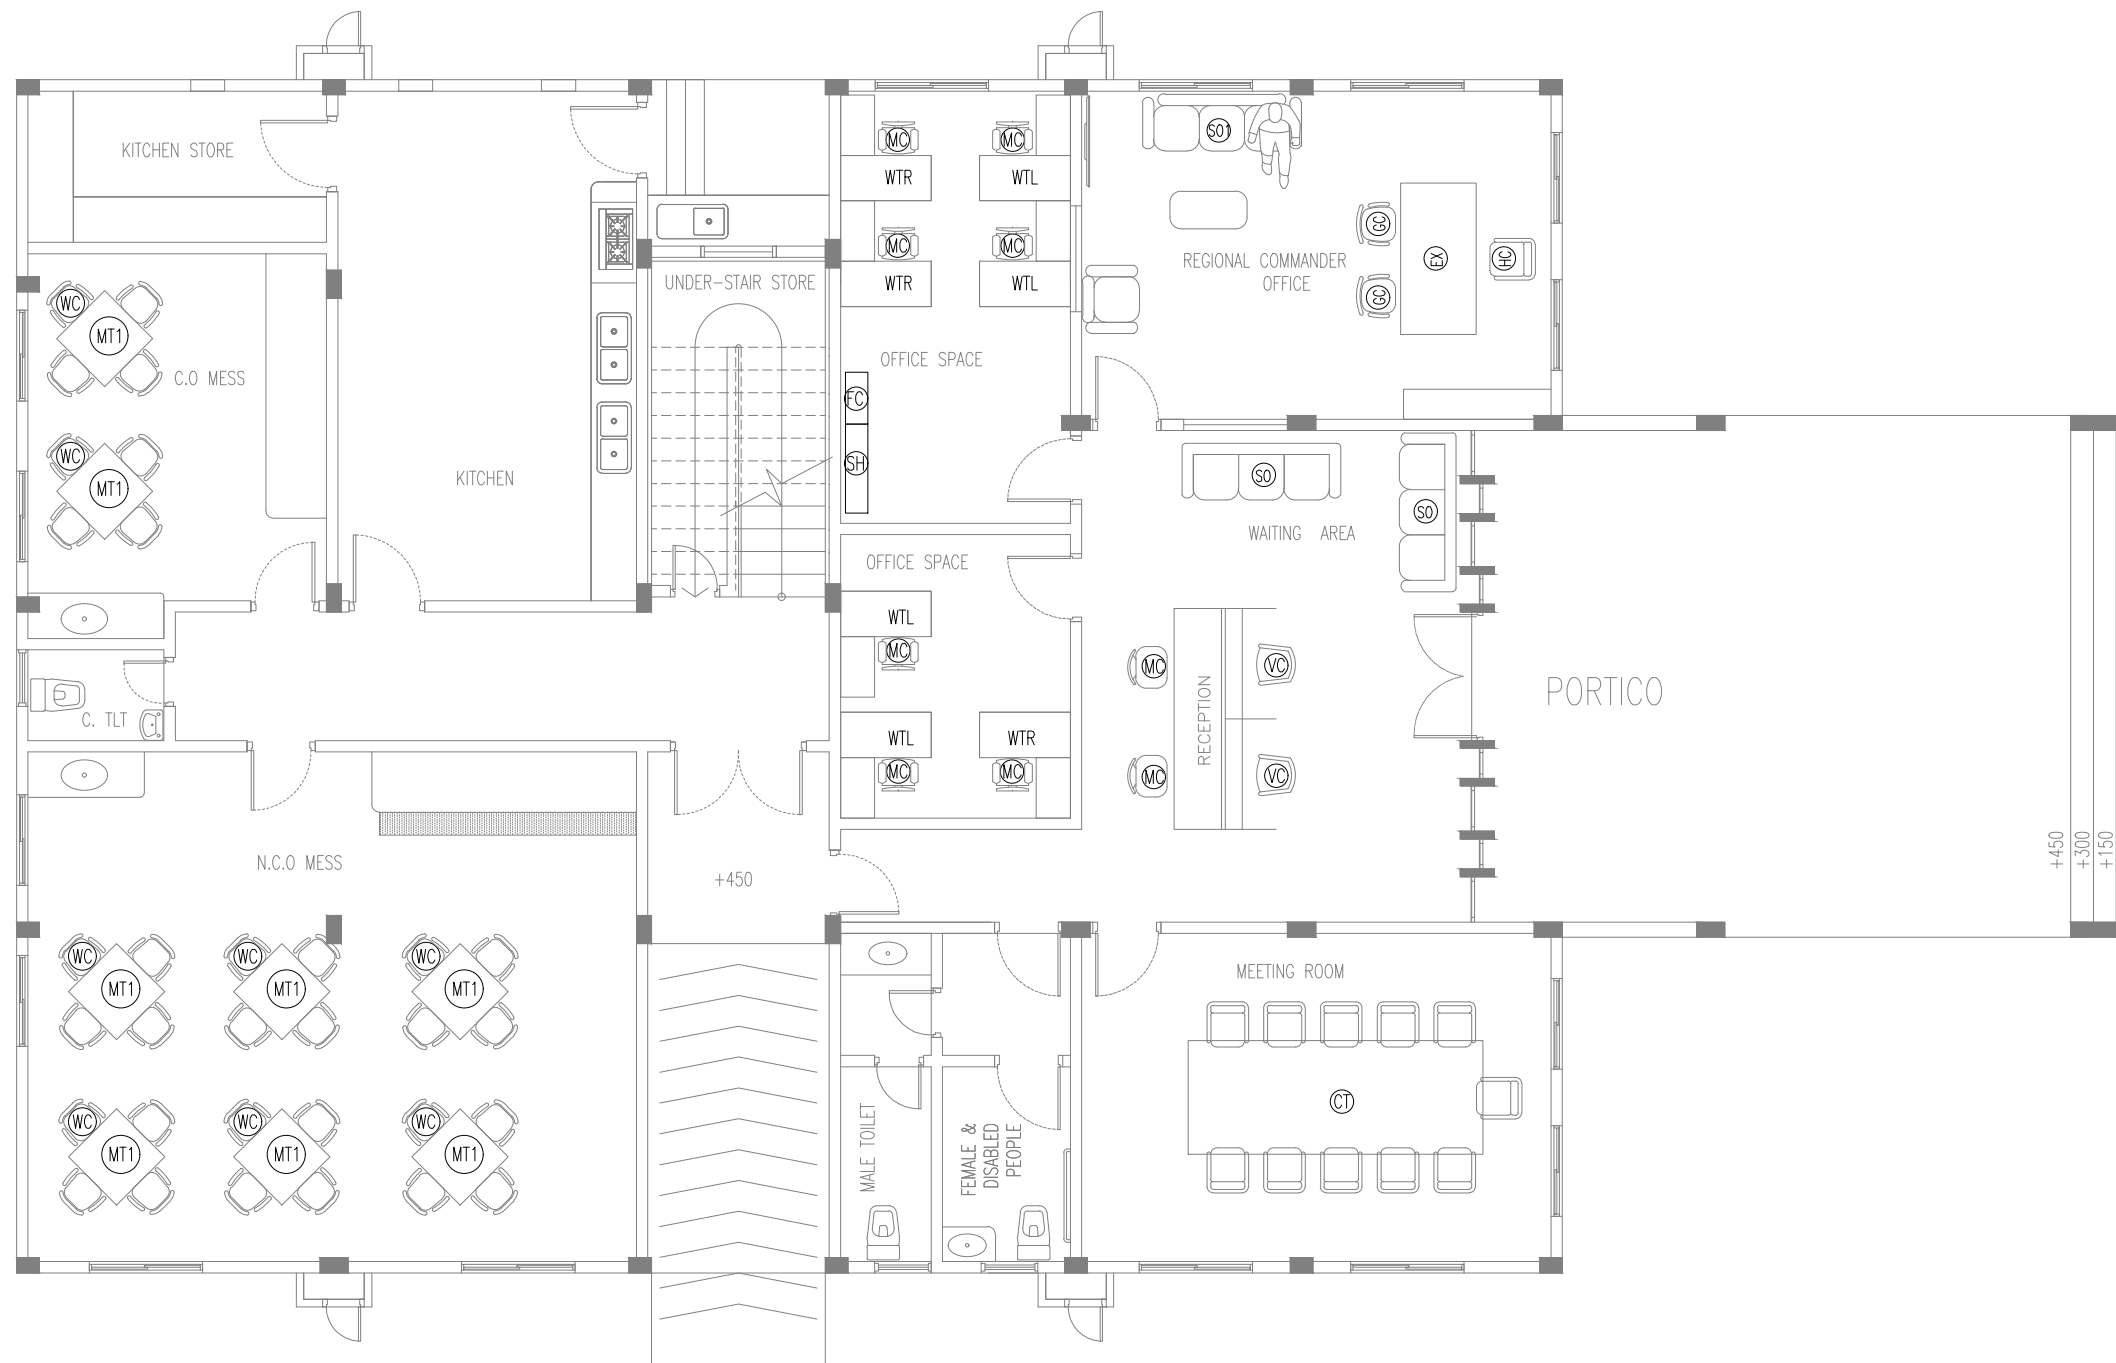 KITCHEN STORE
MC
MC
WTR
WTL
MC
MC
WTR
WTL
OFFICE SPACE
FC
SH
SO1
GC
GC
EX
HC
REGIONAL COMMANDER
OFFICE
UNDER-STAIR STORE
WC
MT1
C.O MESS
WC
MT1
KITCHEN
SO
SO
WAITING AREA
OFFICE SPACE
WTL
MC
WTL
WTR
MC
MC
MC
MC
RECEPTION
VC
VC
PORTICO
C. TLT
N.C.O MESS
+450
+450
+300
+150
WC
MT1
WC
MT1
WC
MT1
WC
MT1
WC
MT1
WC
MT1
MALE TOILET
FEMALE &
DISABLED
PEOPLE
MEETING ROOM
CT